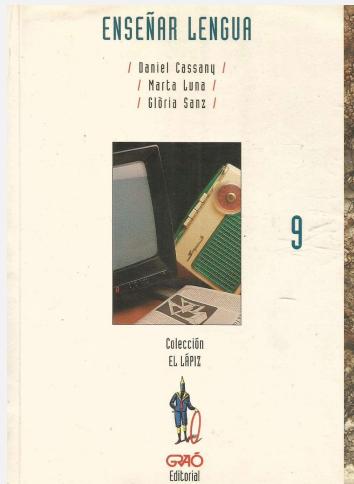 ENSEÑAR LENGUA
/ Daniel Cassany /
/ Marta Luna /
/ Glòria Sanz /
9
Colección
EL LÁPIZ
GRAÓ
Editorial